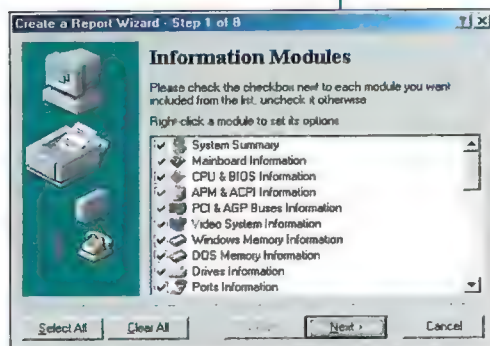 Create a Report Wizard - Step 1 of 8
Information Modules
Please check the checkbox next to each module you want
included from the list, uncheck it otherwise
Right-click a module to set its options
System Summary
Mainboard Information
CPU & BIOS Information
APM & ACPI Information
PCI & AGP Buses Information
Video System Information
Windows Memory Information
DOS Memory Information
Drives Information
Ports Information
Select All
Clear All
Next >
Cancel